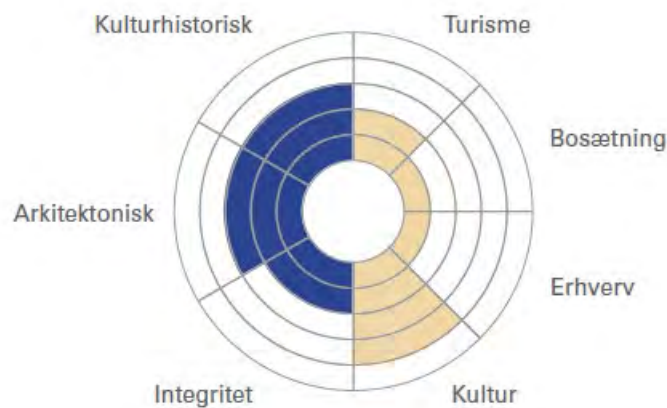 Kulturhistorisk
Turisme
Bosætning
Arkitektonisk
Erhverv
Integritet
Kultur